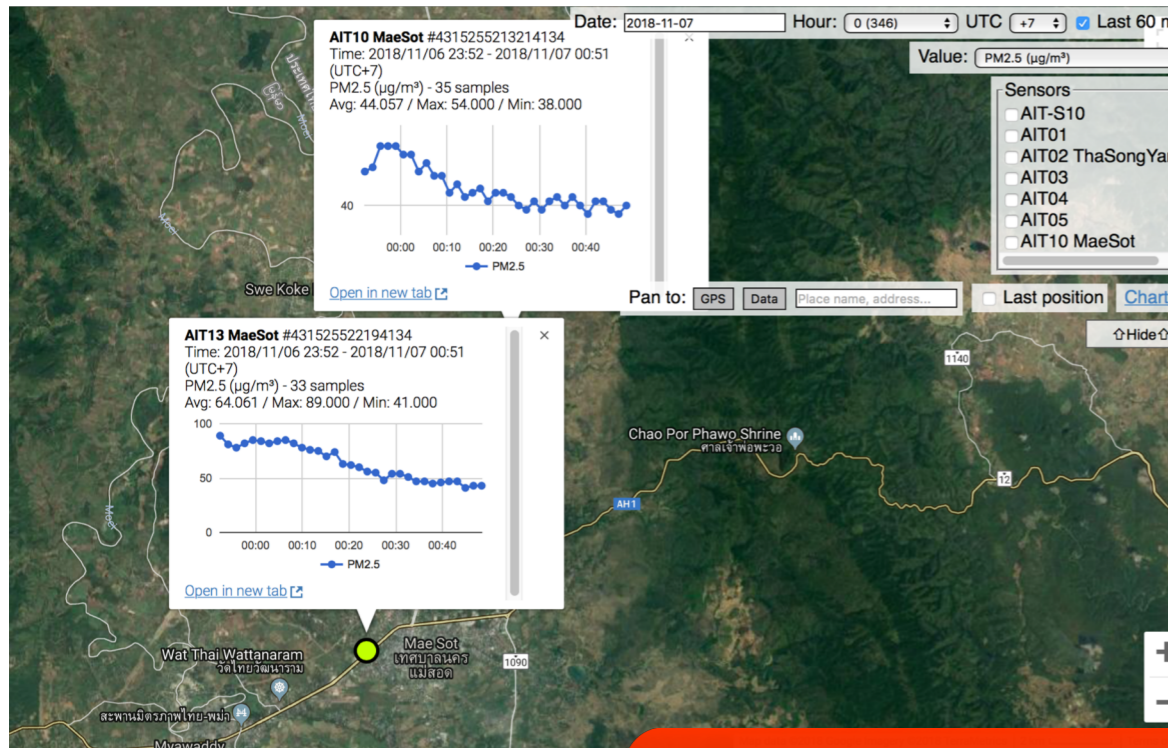 Date: 2018-11-07 Hour: 0 (346) UTC +7 Last 60 m
Value: PM2.5 (µg/m³)
Sensors
AIT-S10
AIT01
AIT02 ThaSongYa
AIT03
AIT04
AIT05
AIT10 MaeSot
Pan to: GPS Data Place name, address... Last position Chart
⇧Hide⇧
AIT10 MaeSot #4315255213214134
Time: 2018/11/06 23:52 - 2018/11/07 00:51
(UTC+7)
PM2.5 (µg/m³) - 35 samples
Avg: 44.057 / Max: 54.000 / Min: 38.000
40
00:00 00:10 00:20 00:30 00:40
PM2.5
Open in new tab
AIT13 MaeSot #431525522194134
Time: 2018/11/06 23:52 - 2018/11/07 00:51
(UTC+7)
PM2.5 (µg/m³) - 33 samples
Avg: 64.061 / Max: 89.000 / Min: 41.000
100
50
0
00:00 00:10 00:20 00:30 00:40
PM2.5
Open in new tab
Moei
Moei
Swe Koke
1140
Chao Por Phawo Shrine
ศาลเจ้าพ่อพะวอ
12
AH1
Mae Sot
เทศบาลนคร
แม่สอด
1090
Wat Thai Wattanaram
วัดไทยวัฒนาราม
สะพานมิตรภาพไทย-พม่า
Myawaddy
+
−